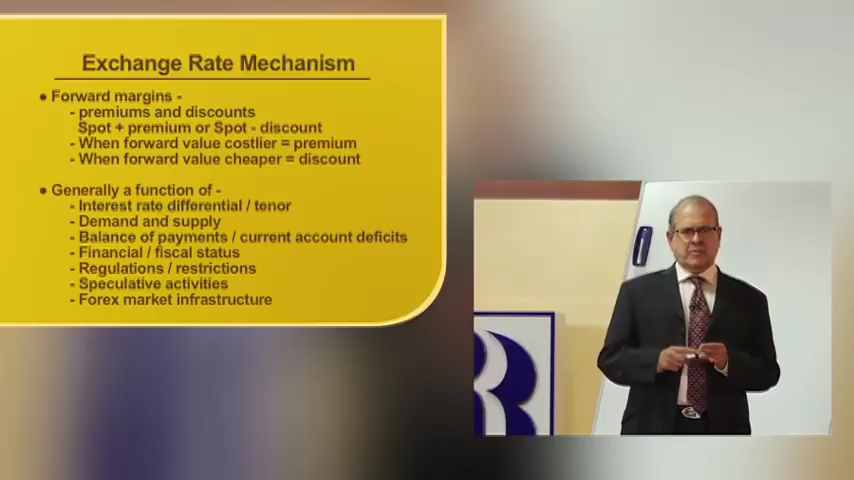 Exchange Rate Mechanism
● Forward margins -
- premiums and discounts
Spot + premium or Spot - discount
- When forward value costlier = premium
- When forward value cheaper = discount
● Generally a function of -
- Interest rate differential / tenor
- Demand and supply
- Balance of payments / current account deficits
- Financial / fiscal status
- Regulations / restrictions
- Speculative activities
- Forex market infrastructure